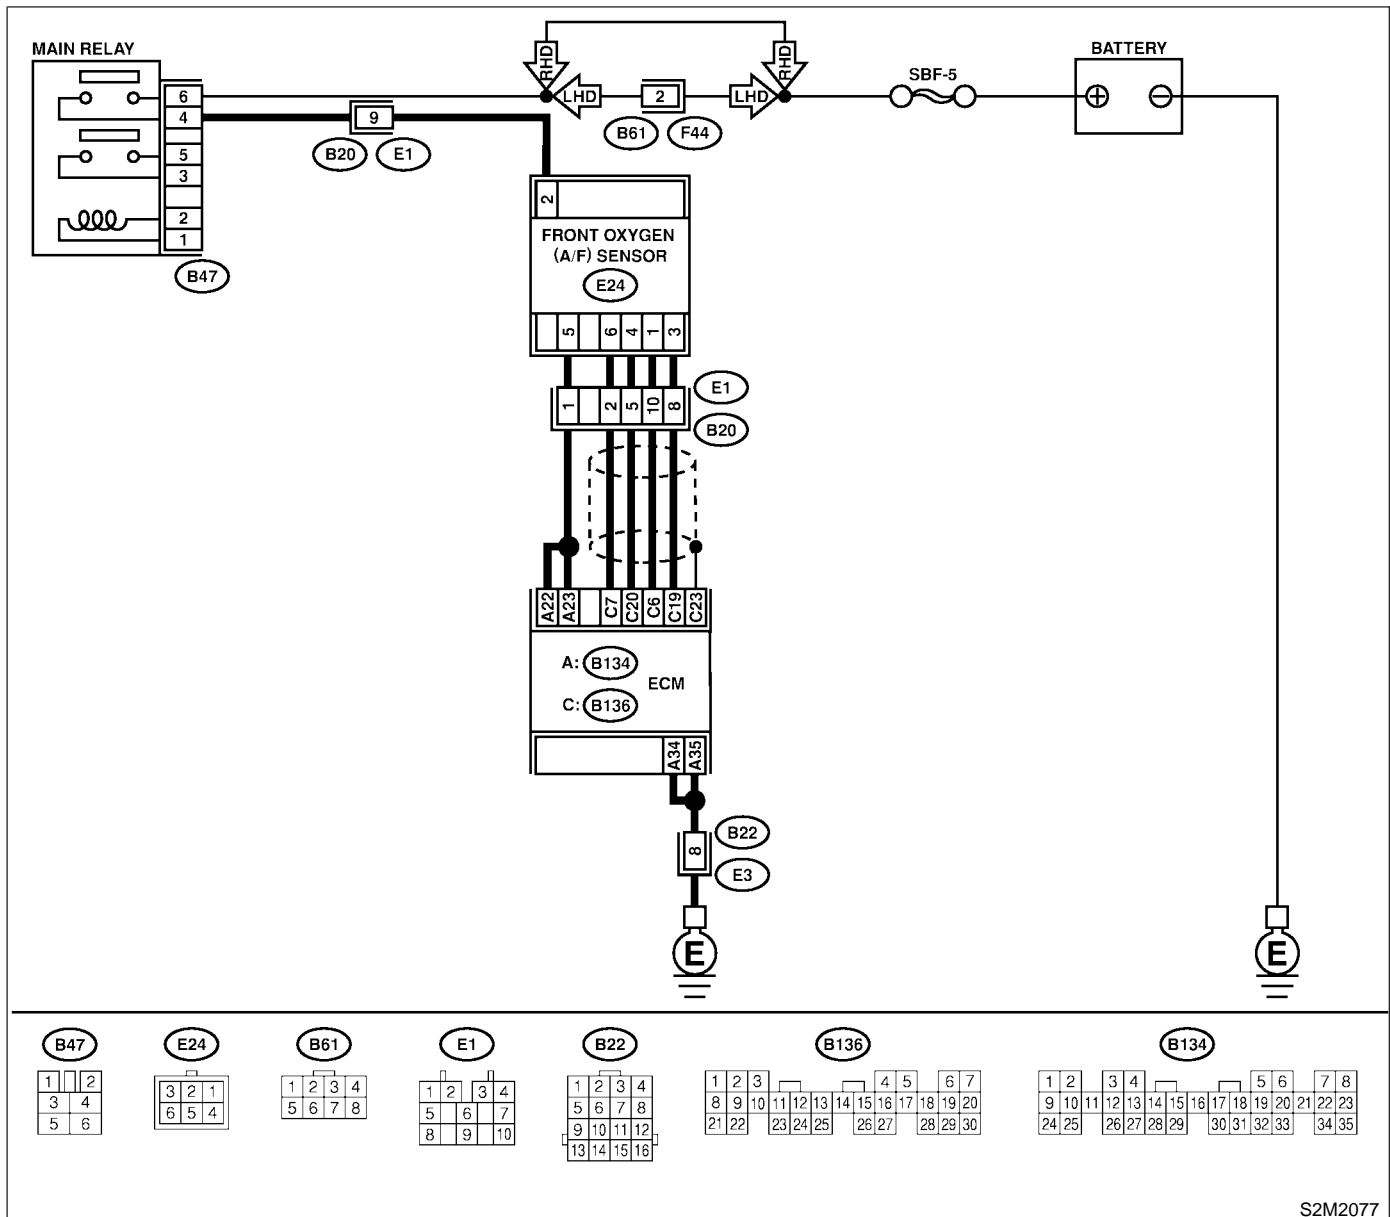 MAIN RELAY
BATTERY
SBF-5
RHD
RHD
LHD
2
LHD
B61
F44
6
4
5
3
2
1
B47
9
B20
E1
2
FRONT OXYGEN
(A/F) SENSOR
E24
5 6 4 1 3
E1
1 2 5 10 8
B20
A22 A23 C7 C20 C6 C19 C23
A: B134
ECM
C: B136
A34 A35
B22
8
E3
E
E
B47
1 2
3 4
5 6
E24
3 2 1
6 5 4
B61
1 2 3 4
5 6 7 8
E1
1 2 3 4
5 6 7
8 9 10
B22
1 2 3 4
5 6 7 8
9 10 11 12
13 14 15 16
B136
1 2 3 4 5 6 7
8 9 10 11 12 13 14 15 16 17 18 19 20
21 22 23 24 25 26 27 28 29 30
B134
1 2 3 4 5 6 7 8
9 10 11 12 13 14 15 16 17 18 19 20 21 22 23
24 25 26 27 28 29 30 31 32 33 34 35
S2M2077